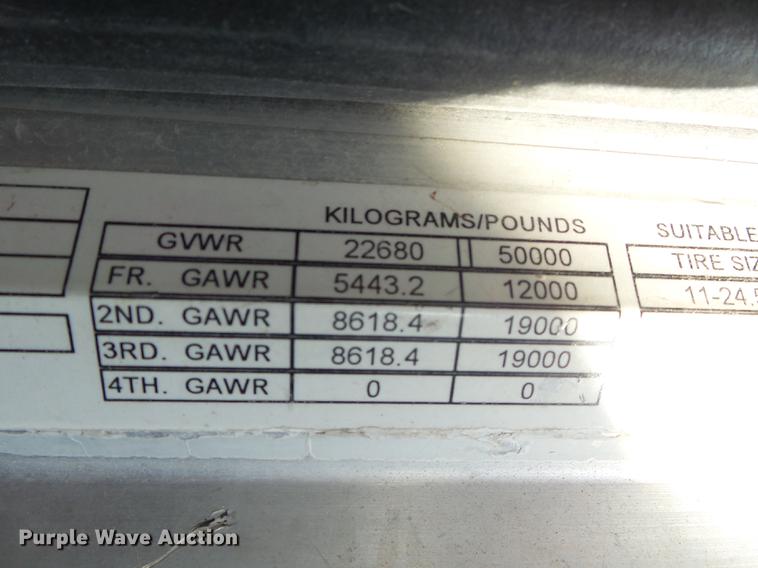 KILOGRAMS/POUNDS
GVWR 22680 50000
FR. GAWR 5443.2 12000
2ND. GAWR 8618.4 19000
3RD. GAWR 8618.4 19000
4TH. GAWR 0 0
SUITABLE
TIRE SIZ
11-24.5
Purple Wave Auction